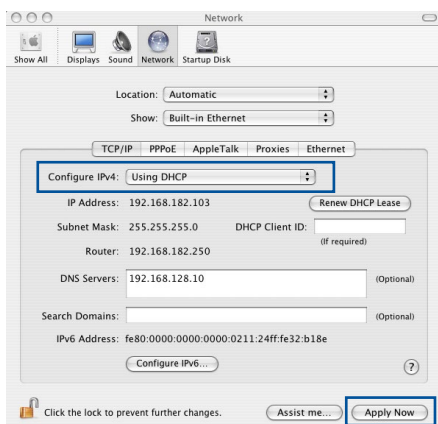 Network
Show All Displays Sound Network Startup Disk
Location: Automatic
Show: Built-in Ethernet
TCP/IP PPPoE AppleTalk Proxies Ethernet
Configure IPv4: Using DHCP
IP Address: 192.168.182.103 Renew DHCP Lease
Subnet Mask: 255.255.255.0 DHCP Client ID:
(If required)
Router: 192.168.182.250
DNS Servers: 192.168.128.10 (Optional)
Search Domains: (Optional)
IPv6 Address: fe80:0000:0000:0000:0211:24ff:fe32:b18e
Configure IPv6... ?
Click the lock to prevent further changes. Assist me... Apply Now